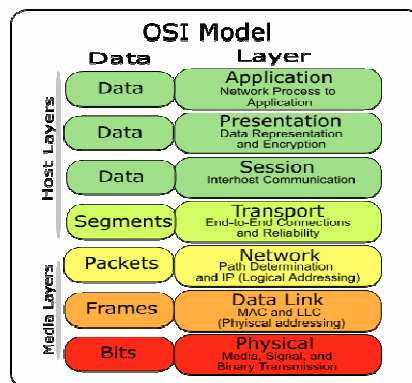 OSI Model
Data Layer
Host Layers
Data Application
Network Process to
Application
Data Presentation
Data Representation
and Encryption
Data Session
Interhost Communication
Segments Transport
End-to-End Connections
and Reliability
Media Layers
Packets Network
Path Determination
and IP (Logical Addressing)
Frames Data Link
MAC and LLC
(Phyiscal addressing)
Bits Physical
Media, Signal, and
Binary Transmission